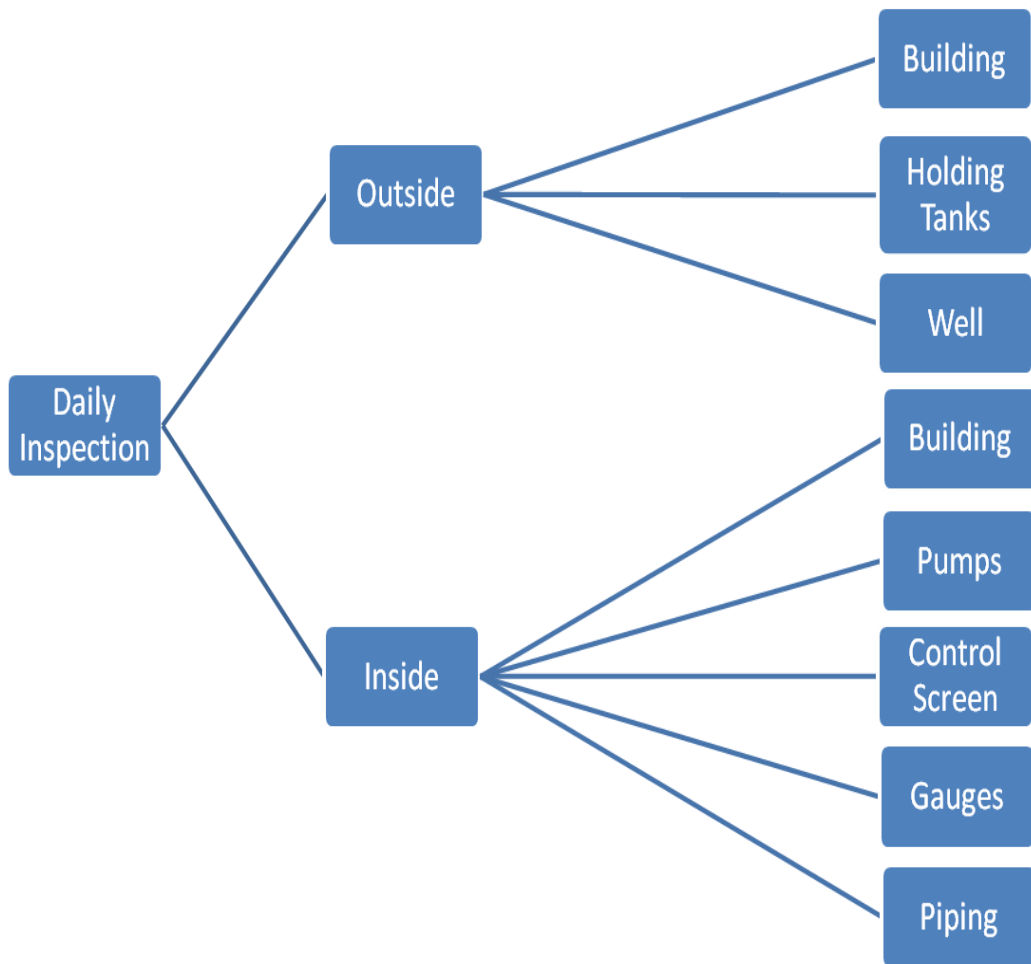 Building
Outside
Holding
Tanks
Well
Daily
Inspection
Building
Pumps
Inside
Control
Screen
Gauges
Piping